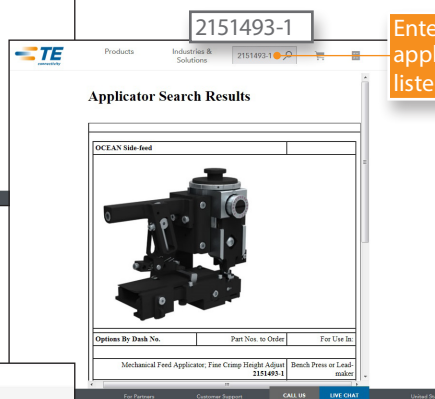 2151493-1
Ente
appl
liste
TE
connectivity
Products
Industries &
Solutions
2151493-1
Applicator Search Results
OCEAN Side-feed
Options By Dash No.
Part Nos. to Order
For Use In:
Mechanical Feed Applicator; Fine Crimp Height Adjust
2151493-1
Bench Press or Lead-
maker
For Partners
Customer Support
CALL US
LIVE CHAT
United St